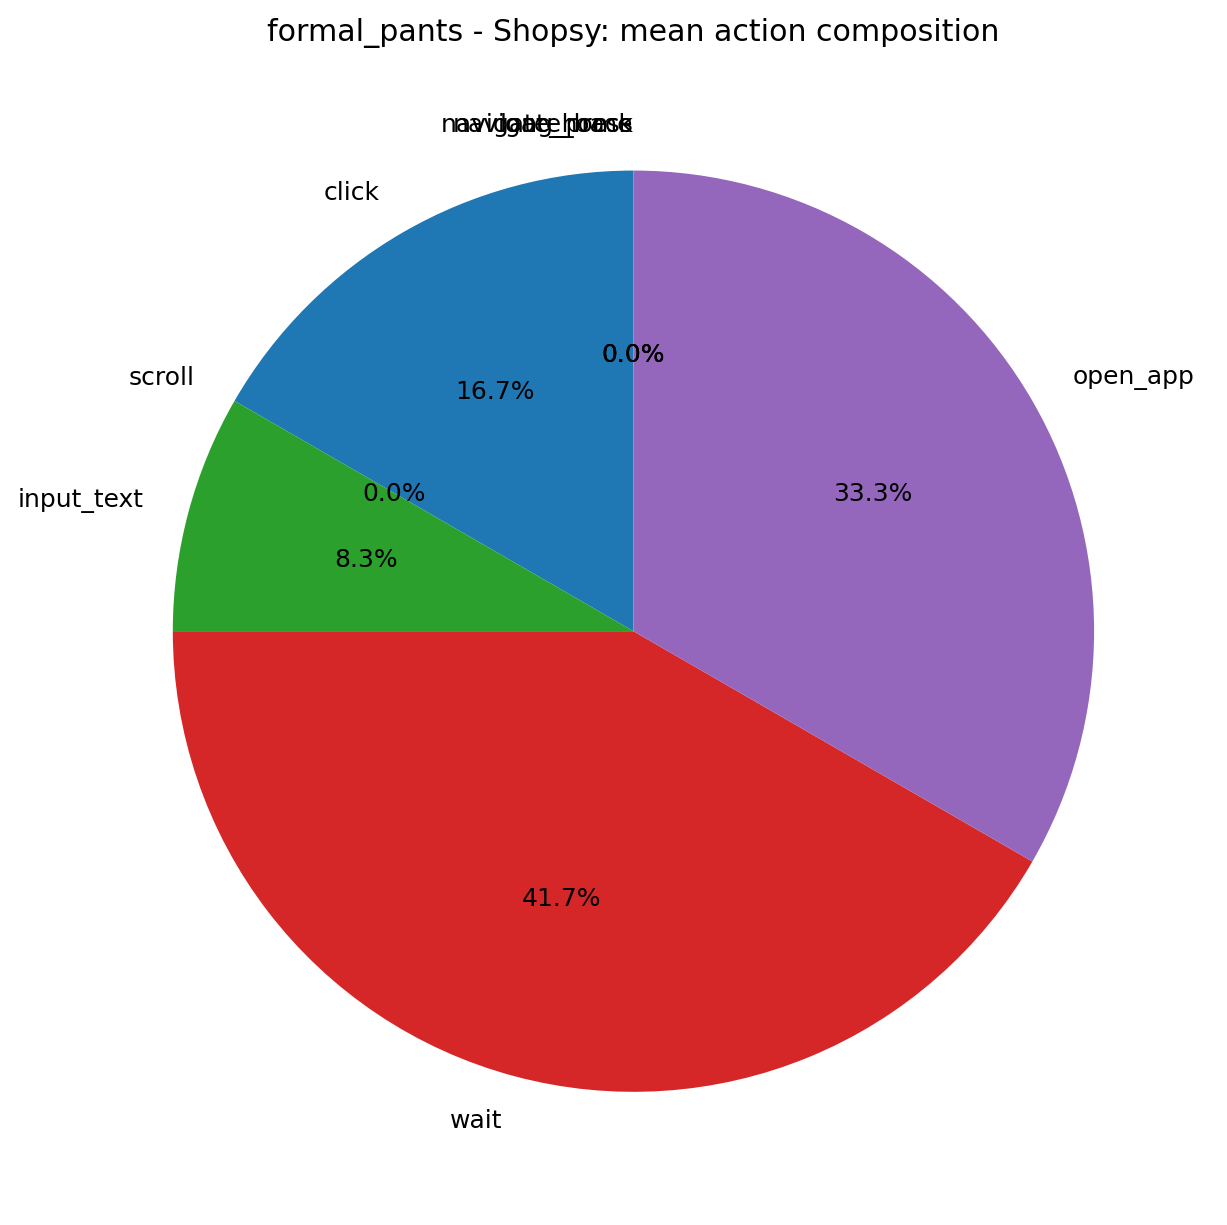 formal_pants - Shopsy: mean action composition
click
16.7%
0.0%
scroll
0.0%
input_text
8.3%
open_app
33.3%
41.7%
wait